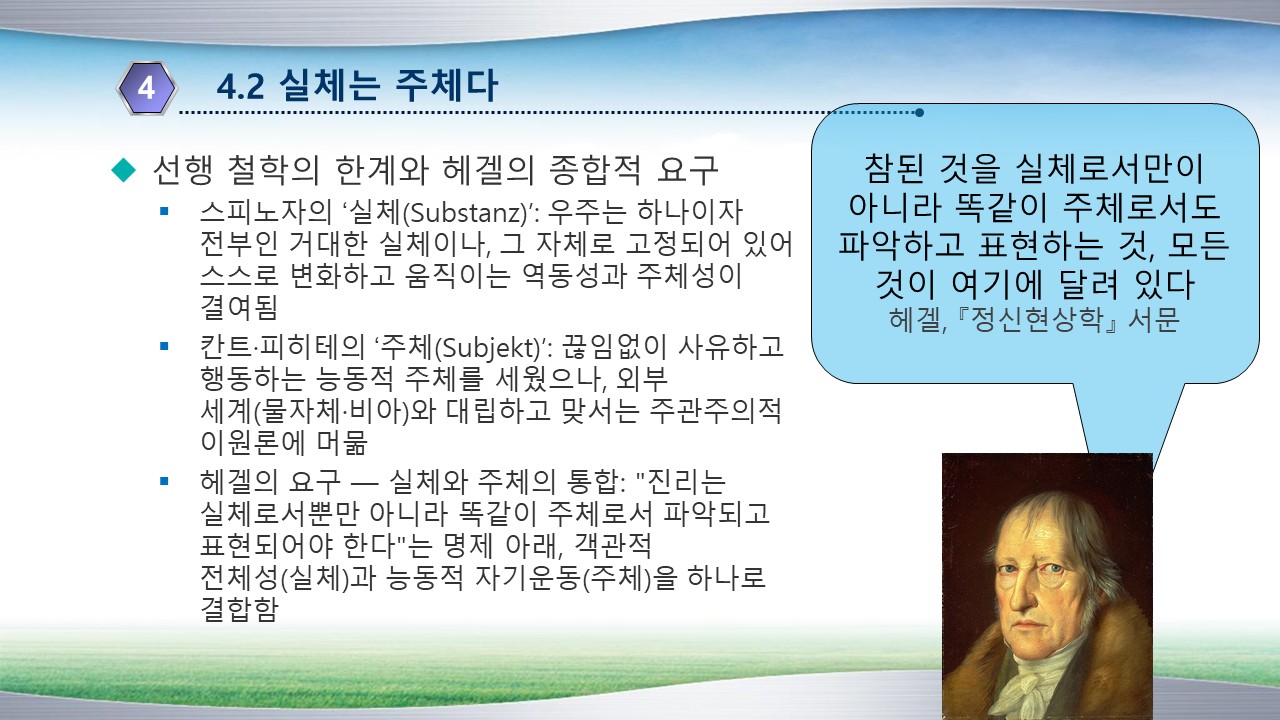 4
4.2 실체는 주체다
선행 철학의 한계와 헤겔의 종합적 요구
스피노자의 ‘실체(Substanz)’: 우주는 하나이자
전부인 거대한 실체이나, 그 자체로 고정되어 있어
스스로 변화하고 움직이는 역동성과 주체성이
결여됨
칸트·피히테의 ‘주체(Subjekt)’: 끊임없이 사유하고
행동하는 능동적 주체를 세웠으나, 외부
세계(물자체·비아)와 대립하고 맞서는 주관주의적
이원론에 머묾
헤겔의 요구 — 실체와 주체의 통합: "진리는
실체로서뿐만 아니라 똑같이 주체로서 파악되고
표현되어야 한다"는 명제 아래, 객관적
전체성(실체)과 능동적 자기운동(주체)을 하나로
결합함
참된 것을 실체로서만이
아니라 똑같이 주체로서도
파악하고 표현하는 것, 모든
것이 여기에 달려 있다
헤겔, 『정신현상학』 서문